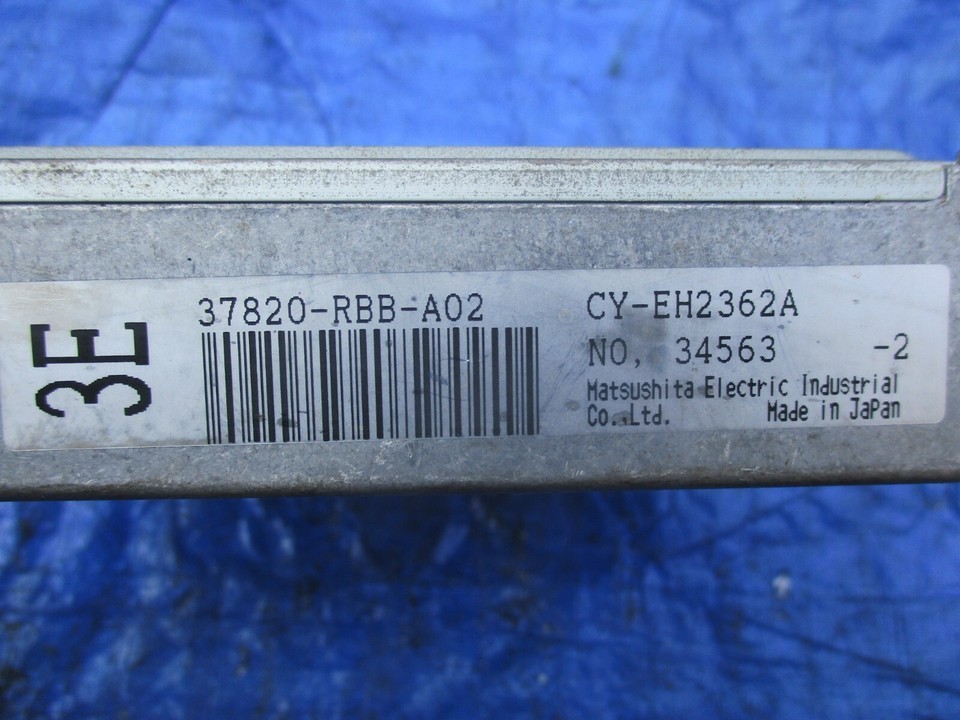 3E
37820-RBB-A02
CY-EH2362A
NO, 34563 -2
Matsushita Electric Industrial
Co.,Ltd. Made in JaPan